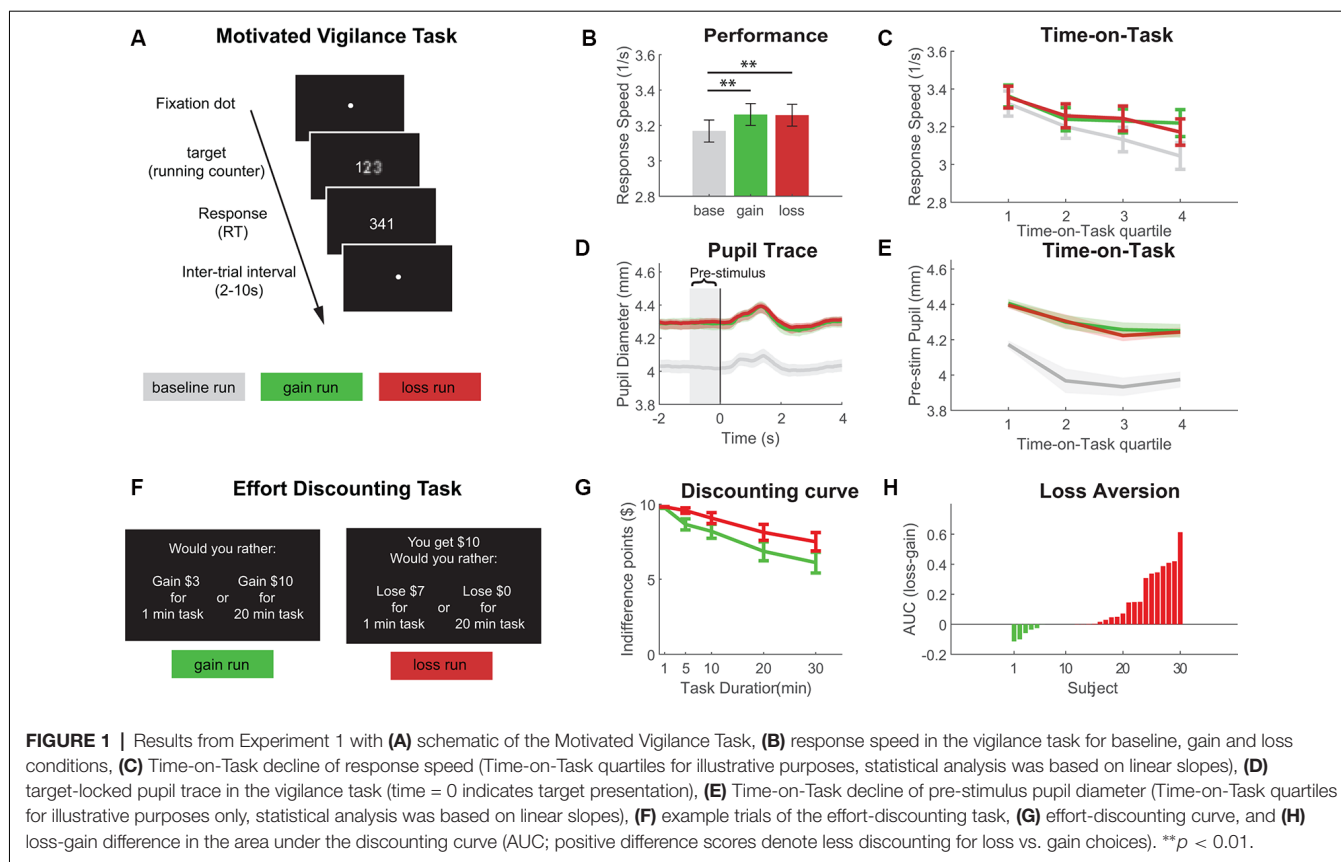 A Motivated Vigilance Task
Fixation dot
target
(running counter)
123
Response
(RT)
341
Inter-trial interval
(2-10s)
baseline run gain run loss run
B Performance
Response Speed (1/s)
3.6
3.4
3.2
3
2.8
** 
**
base gain loss
C Time-on-Task
Response Speed (1/s)
3.6
3.4
3.2
3
2.8
1 2 3 4
Time-on-Task quartile
D Pupil Trace
Pre-stimulus
Pupil Diameter (mm)
4.6
4.4
4.2
4
3.8
-2 0 2 4
Time (s)
E Time-on-Task
Pre-stim Pupil (mm)
4.6
4.4
4.2
4
3.8
1 2 3 4
Time-on-Task quartile
F Effort Discounting Task
Would you rather:
Gain $3 Gain $10
for or for
1 min task 20 min task
gain run
You get $10
Would you rather:
Lose $7 Lose $0
for or for
1 min task 20 min task
loss run
G Discounting curve
Indifference points ($)
10
5
0
1 5 10 20 30
Task Duration(min)
H Loss Aversion
AUC (loss-gain)
0.6
0.4
0.2
0
-0.2
1 10 20 30
Subject
FIGURE 1 | Results from Experiment 1 with (A) schematic of the Motivated Vigilance Task, (B) response speed in the vigilance task for baseline, gain and loss
conditions, (C) Time-on-Task decline of response speed (Time-on-Task quartiles for illustrative purposes, statistical analysis was based on linear slopes), (D)
target-locked pupil trace in the vigilance task (time = 0 indicates target presentation), (E) Time-on-Task decline of pre-stimulus pupil diameter (Time-on-Task quartiles
for illustrative purposes only, statistical analysis was based on linear slopes), (F) example trials of the effort-discounting task, (G) effort-discounting curve, and (H)
loss-gain difference in the area under the discounting curve (AUC; positive difference scores denote less discounting for loss vs. gain choices). **p < 0.01.